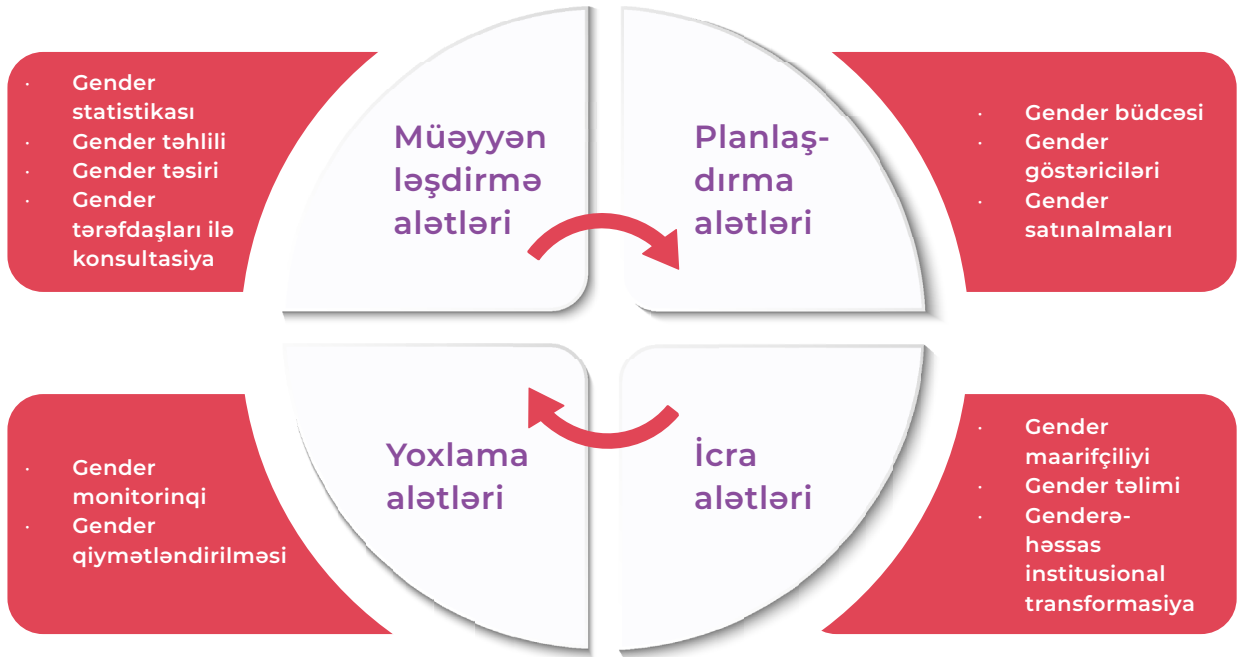 · Gender
statistikası
· Gender təhlili
· Gender təsiri
· Gender
tərəfdaşları ilə
konsultasiya
Müəyyən
ləşdirmə
alətləri
Planlaş-
dırma
alətləri
· Gender büdcəsi
· Gender
göstəriciləri
· Gender
satınalmaları
· Gender
monitorinqi
· Gender
qiymətləndirilməsi
Yoxlama
alətləri
İcra
alətləri
· Gender
maarifçiliyi
· Gender təlimi
· Genderə-
həssas
institusional
transformasiya